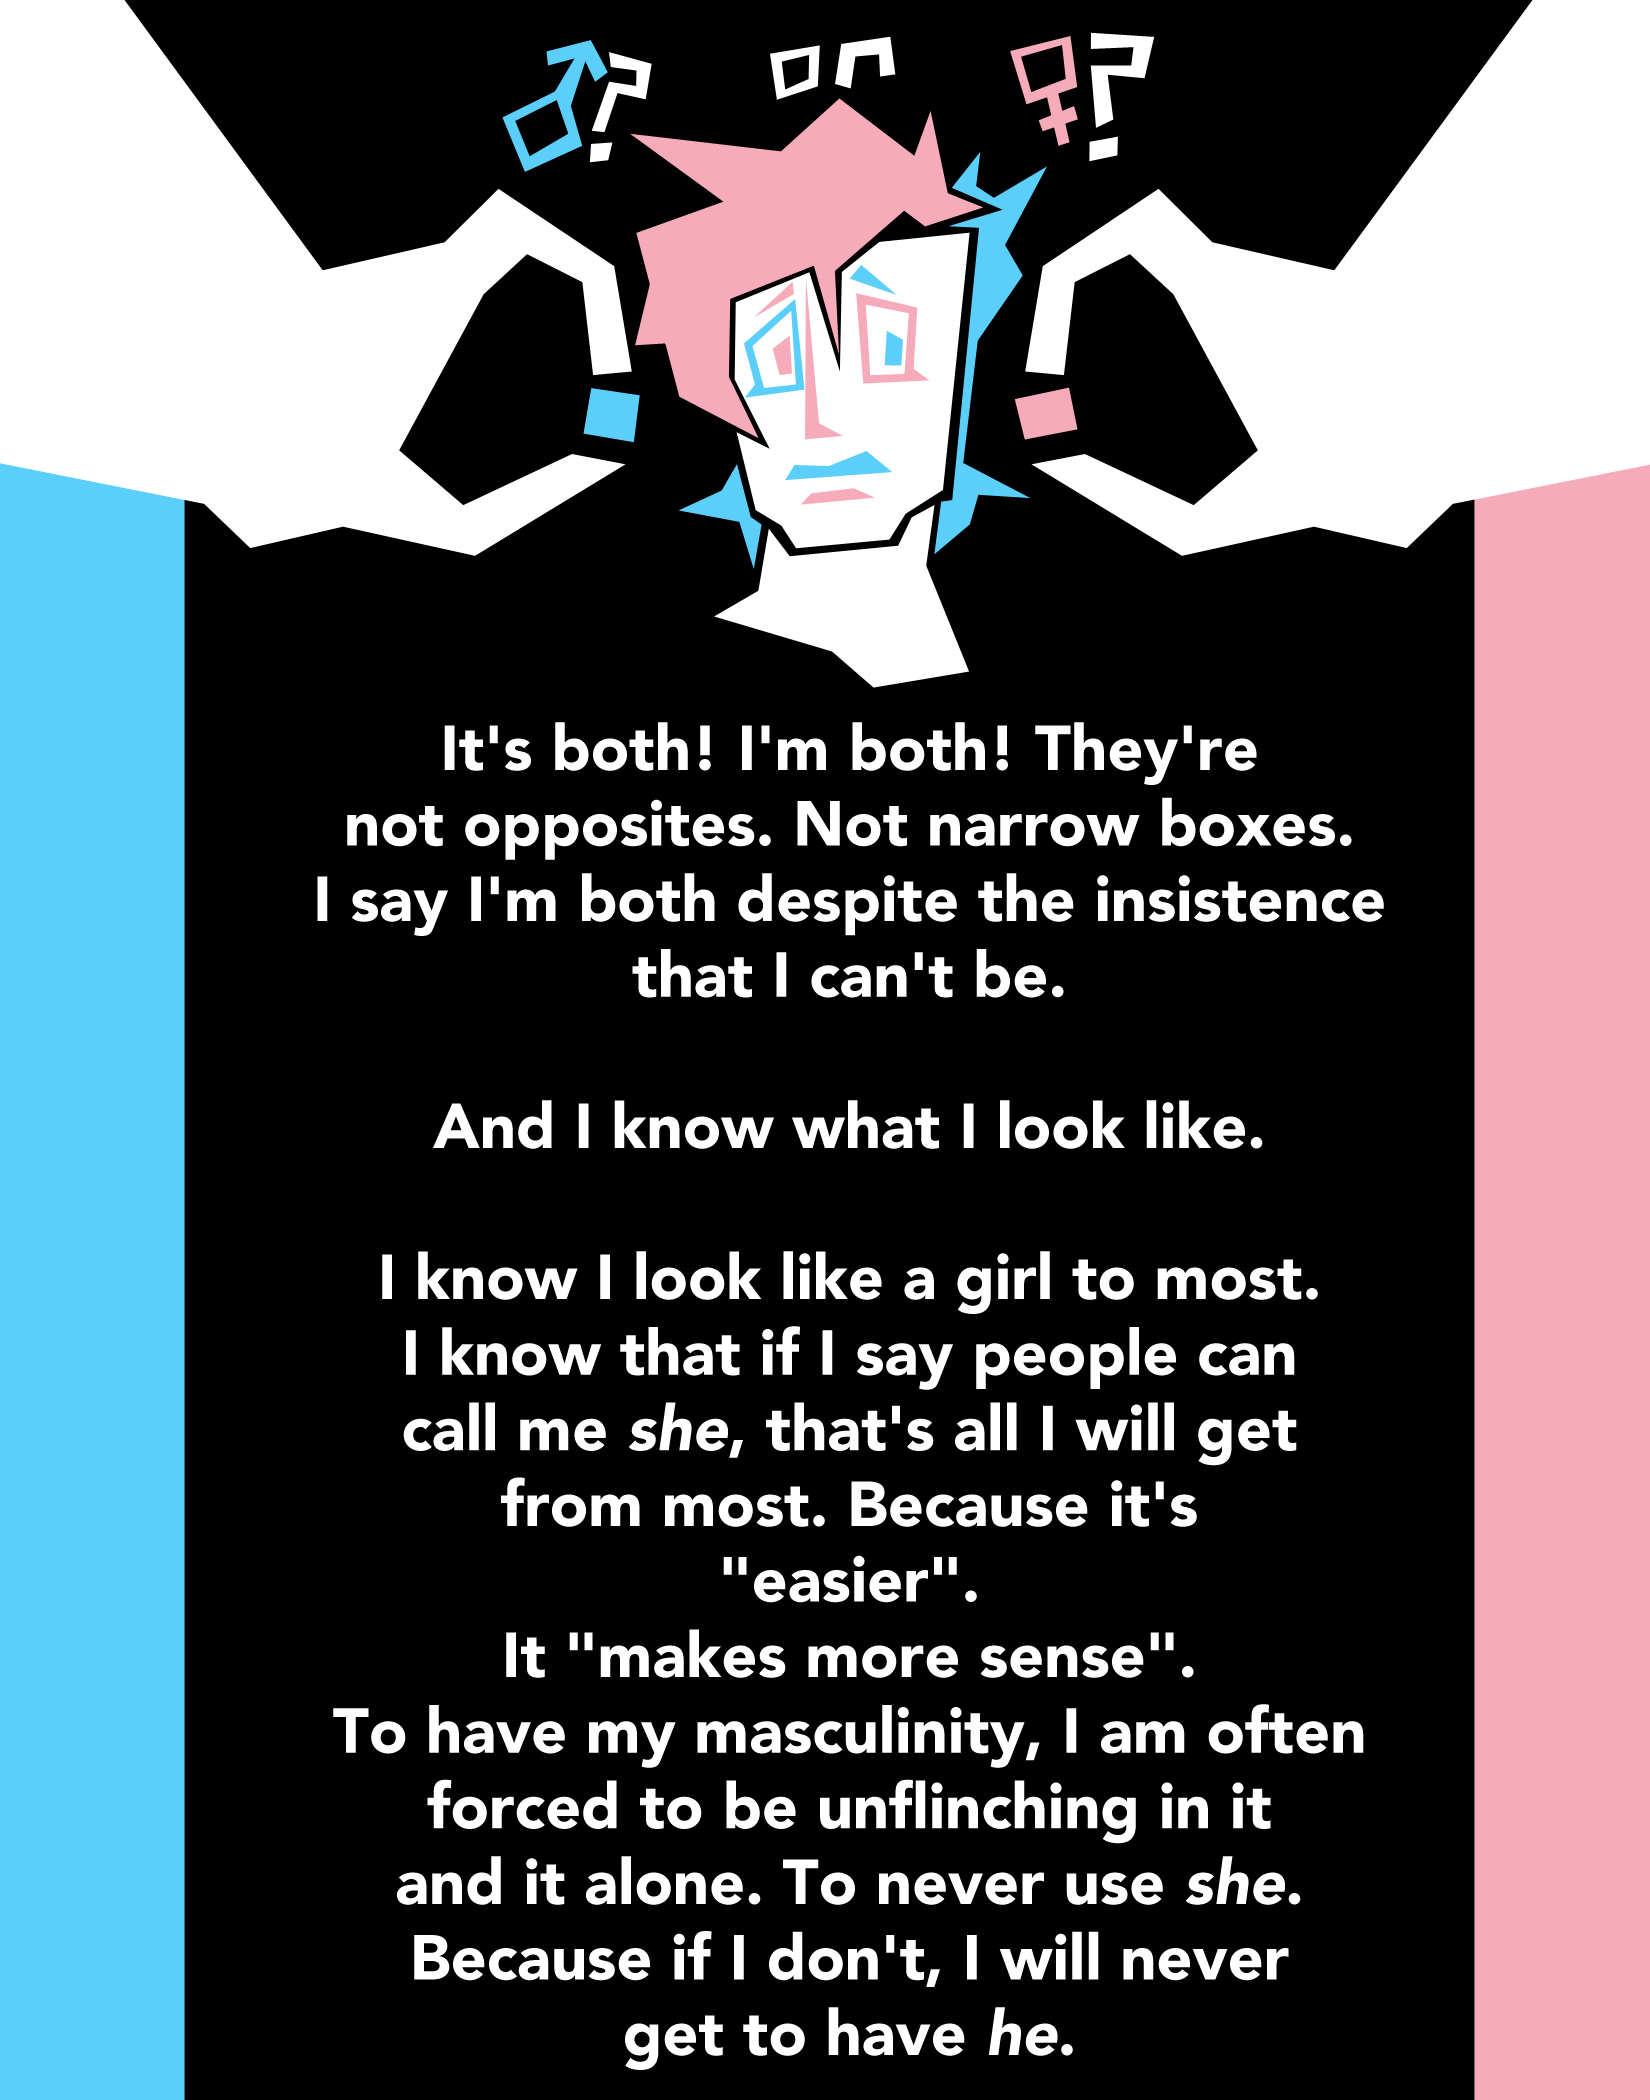 ♂? or ♀?
It's both! I'm both! They're
not opposites. Not narrow boxes.
I say I'm both despite the insistence
that I can't be.
And I know what I look like.
I know I look like a girl to most.
I know that if I say people can
call me she, that's all I will get
from most. Because it's
"easier".
It "makes more sense".
To have my masculinity, I am often
forced to be unflinching in it
and it alone. To never use she.
Because if I don't, I will never
get to have he.